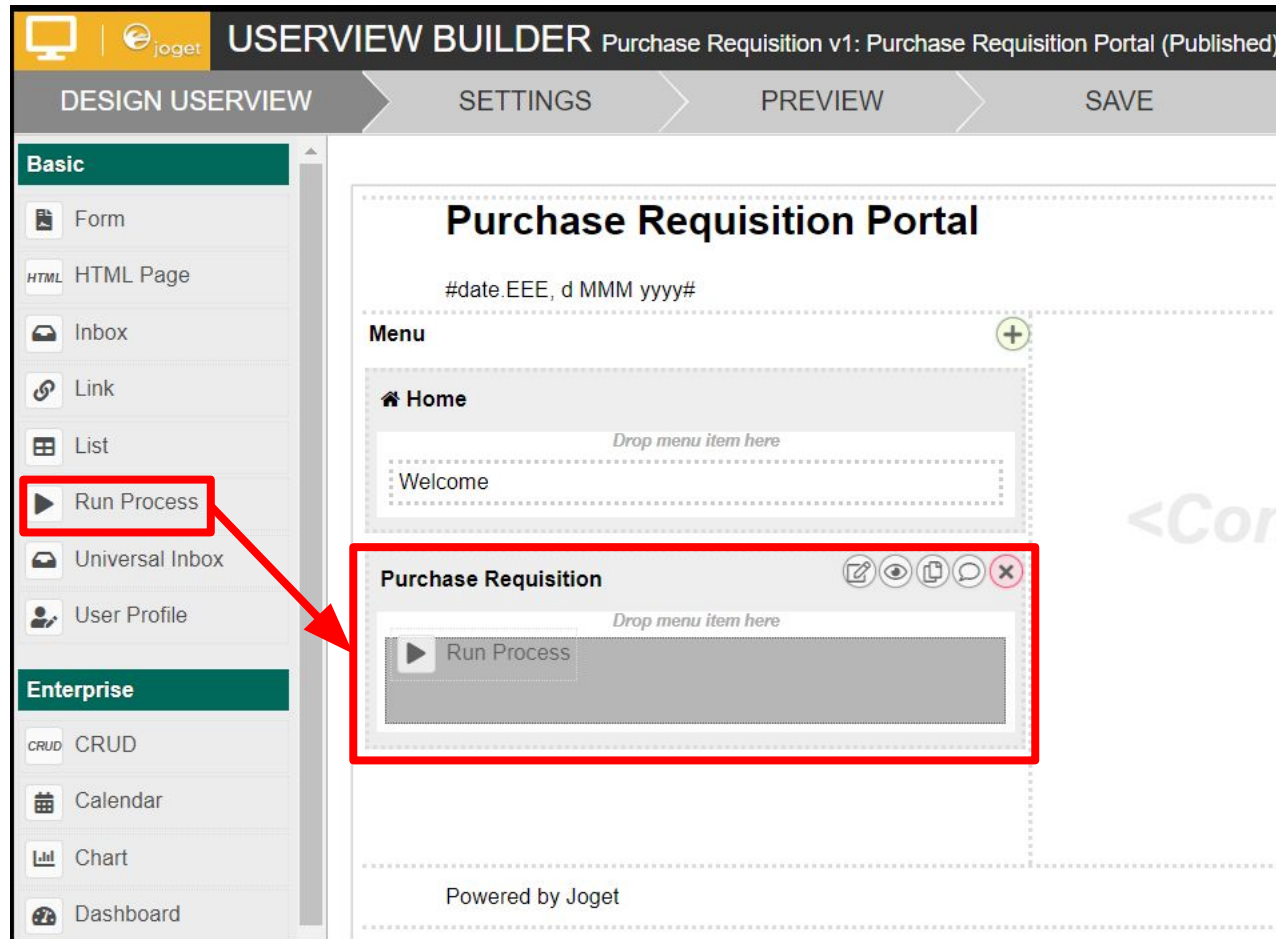 joget USERVIEW BUILDER Purchase Requisition v1: Purchase Requisition Portal (Published)
DESIGN USERVIEW SETTINGS PREVIEW SAVE
Basic
Form
HTML HTML Page
Inbox
Link
List
Run Process
Universal Inbox
User Profile
Enterprise
CRUD CRUD
Calendar
Chart
Dashboard
Purchase Requisition Portal
#date.EEE, d MMM yyyy#
Menu
Home
Drop menu item here
Welcome
Purchase Requisition
Drop menu item here
Run Process
Powered by Joget